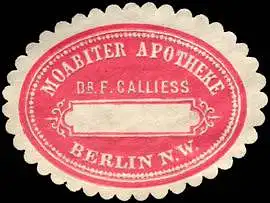 MOABITER APOTHEKE
DR. F. CALLIESS
BERLIN N.W.